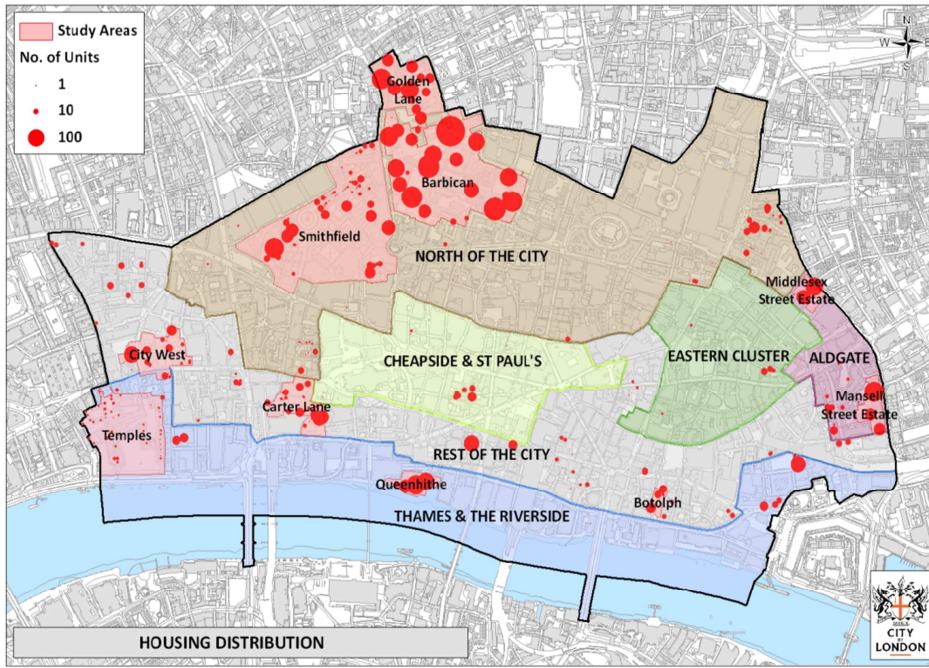 Study Areas
No. of Units
1
10
100
N
W
E
S
Golden
Lane
Barbican
Smithfield
NORTH OF THE CITY
Middlesex
Street Estate
City West
CHEAPSIDE & ST PAUL'S
EASTERN CLUSTER
ALDGATE
Carter Lane
Mansell
Street Estate
Temples
REST OF THE CITY
Queenhithe
Botolph
THAMES & THE RIVERSIDE
HOUSING DISTRIBUTION
CITY
OF
LONDON